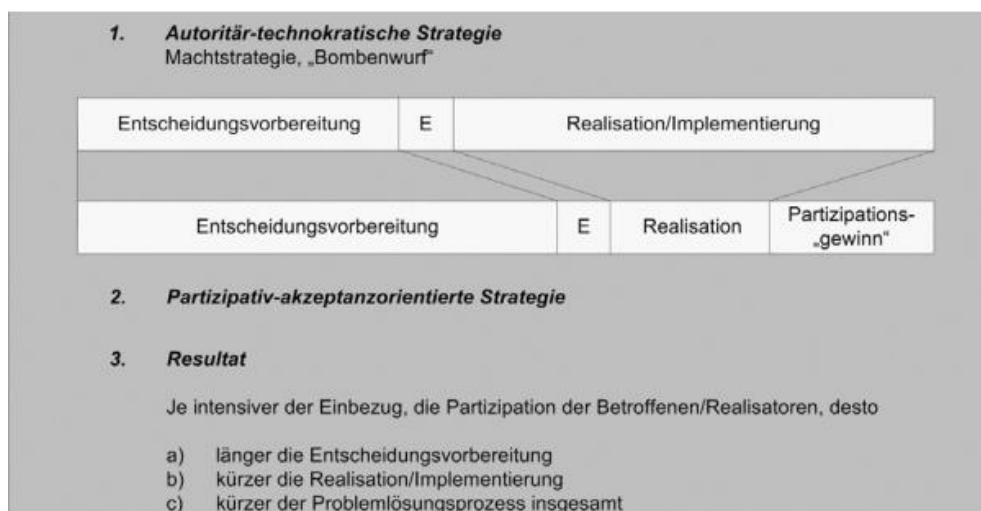 1. Autoritär-technokratische Strategie
Machtstrategie, „Bombenwurf“
Entscheidungsvorbereitung E Realisation/Implementierung
Entscheidungsvorbereitung E Realisation Partizipations-
„gewinn“
2. Partizipativ-akzeptanzorientierte Strategie
3. Resultat
Je intensiver der Einbezug, die Partizipation der Betroffenen/Realisatoren, desto
a) länger die Entscheidungsvorbereitung
b) kürzer die Realisation/Implementierung
c) kürzer der Problemlösungsprozess insgesamt